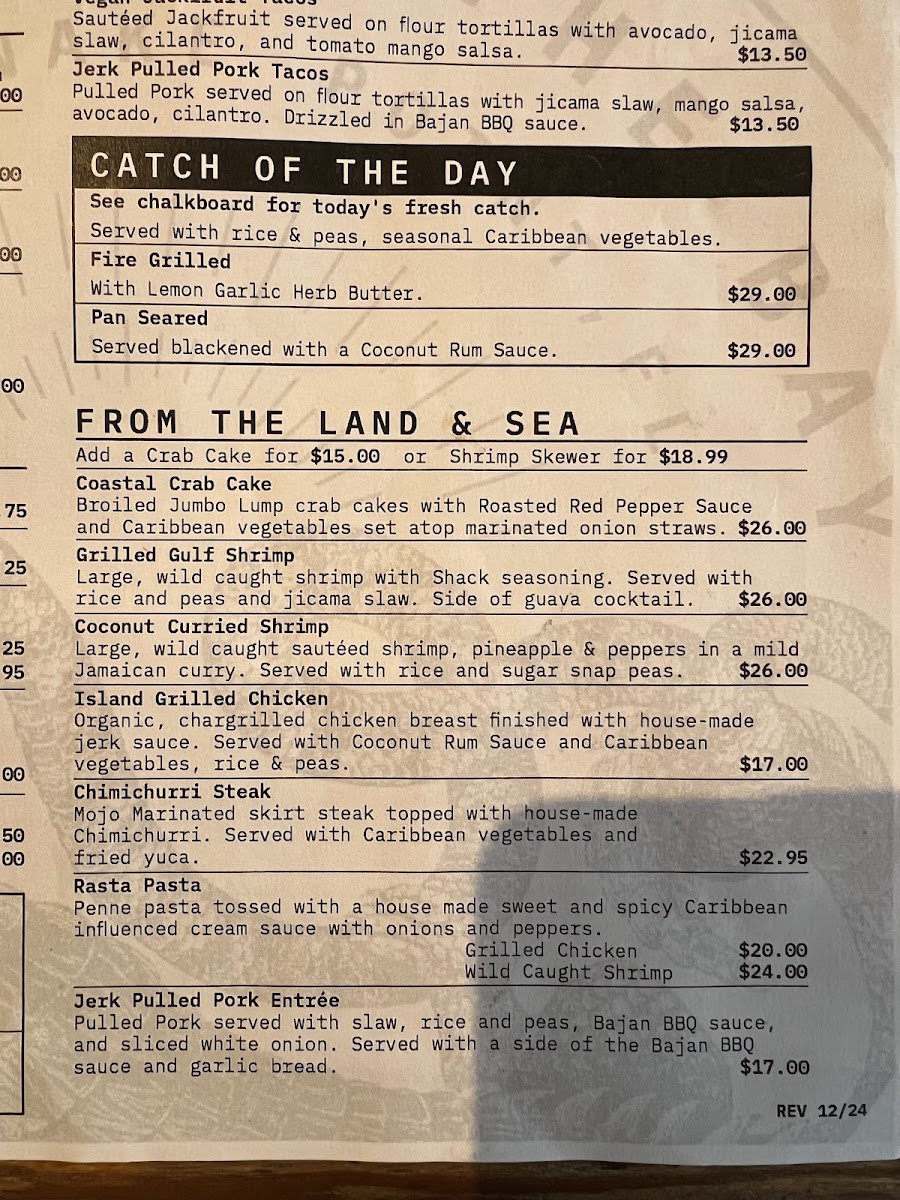 Vegan Jackfruit Tacos
Sautéed Jackfruit served on flour tortillas with avocado, jicama
slaw, cilantro, and tomato mango salsa. $13.50
Jerk Pulled Pork Tacos
Pulled Pork served on flour tortillas with jicama slaw, mango salsa,
avocado, cilantro. Drizzled in Bajan BBQ sauce. $13.50
CATCH OF THE DAY
See chalkboard for today's fresh catch.
Served with rice & peas, seasonal Caribbean vegetables.
Fire Grilled
With Lemon Garlic Herb Butter. $29.00
Pan Seared
Served blackened with a Coconut Rum Sauce. $29.00
FROM THE LAND & SEA
Add a Crab Cake for $15.00 or Shrimp Skewer for $18.99
Coastal Crab Cake
Broiled Jumbo Lump crab cakes with Roasted Red Pepper Sauce
and Caribbean vegetables set atop marinated onion straws. $26.00
Grilled Gulf Shrimp
Large, wild caught shrimp with Shack seasoning. Served with
rice and peas and jicama slaw. Side of guava cocktail. $26.00
Coconut Curried Shrimp
Large, wild caught sautéed shrimp, pineapple & peppers in a mild
Jamaican curry. Served with rice and sugar snap peas. $26.00
Island Grilled Chicken
Organic, chargrilled chicken breast finished with house-made
jerk sauce. Served with Coconut Rum Sauce and Caribbean
vegetables, rice & peas. $17.00
Chimichurri Steak
Mojo Marinated skirt steak topped with house-made
Chimichurri. Served with Caribbean vegetables and
fried yuca. $22.95
Rasta Pasta
Penne pasta tossed with a house made sweet and spicy Caribbean
influenced cream sauce with onions and peppers.
Grilled Chicken $20.00
Wild Caught Shrimp $24.00
Jerk Pulled Pork Entrée
Pulled Pork served with slaw, rice and peas, Bajan BBQ sauce,
and sliced white onion. Served with a side of the Bajan BBQ
sauce and garlic bread. $17.00
REV 12/24
00
00
00
00
75
25
25
95
00
50
00